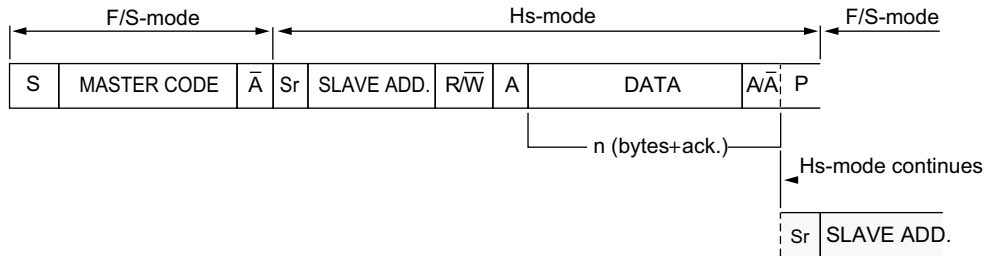 F/S-mode Hs-mode F/S-mode
S MASTER CODE A̅ Sr SLAVE ADD. R/W̅ A DATA A/A̅ P
n (bytes+ack.)
Hs-mode continues
Sr SLAVE ADD.